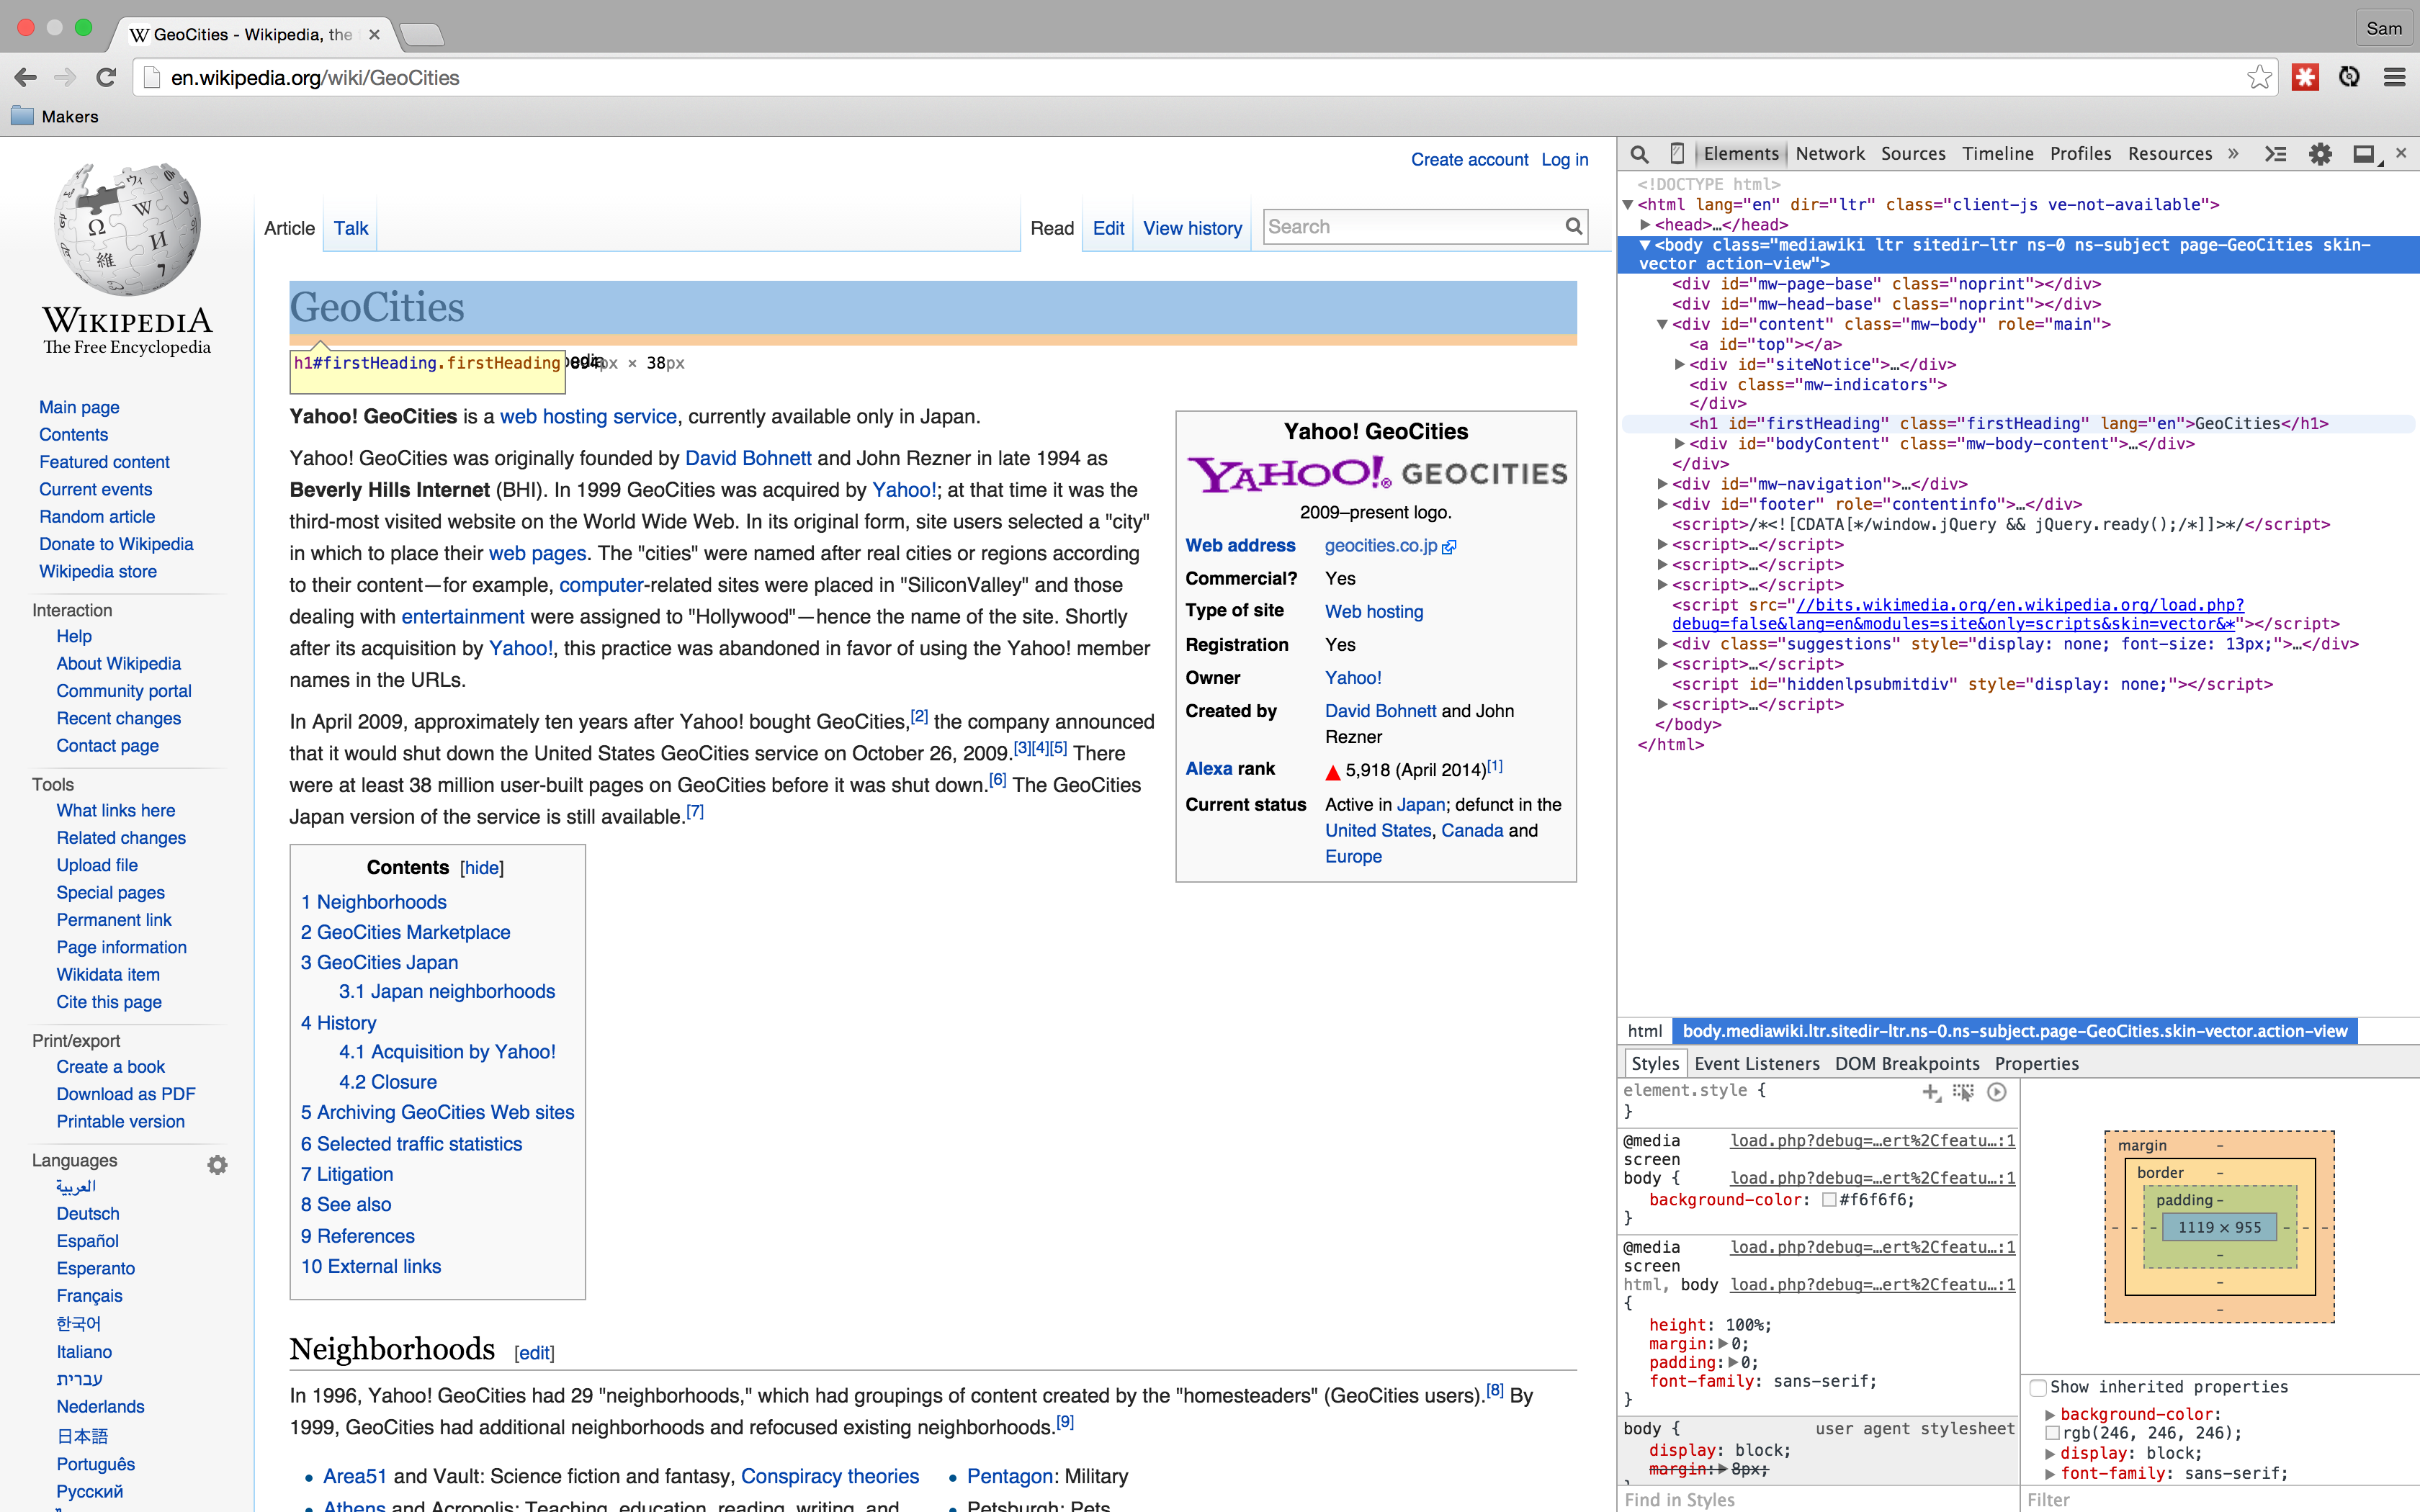 GeoCities - Wikipedia, the
Sam
en.wikipedia.org/wiki/GeoCities
Makers
WIKIPEDIA
The Free Encyclopedia
Main page
Contents
Featured content
Current events
Random article
Donate to Wikipedia
Wikipedia store
Interaction
Help
About Wikipedia
Community portal
Recent changes
Contact page
Tools
What links here
Related changes
Upload file
Special pages
Permanent link
Page information
Wikidata item
Cite this page
Print/export
Create a book
Download as PDF
Printable version
Languages
العربية
Deutsch
Español
Esperanto
Français
한국어
Italiano
עברית
Nederlands
日本語
Português
Русский
Create account Log in
Article Talk Read Edit View history Search
GeoCities
h1#firstHeading.firstHeading 894px × 38px
Yahoo! GeoCities is a web hosting service, currently available only in Japan.
Yahoo! GeoCities was originally founded by David Bohnett and John Rezner in late 1994 as
Beverly Hills Internet (BHI). In 1999 GeoCities was acquired by Yahoo!; at that time it was the
third-most visited website on the World Wide Web. In its original form, site users selected a "city"
in which to place their web pages. The "cities" were named after real cities or regions according
to their content—for example, computer-related sites were placed in "SiliconValley" and those
dealing with entertainment were assigned to "Hollywood"—hence the name of the site. Shortly
after its acquisition by Yahoo!, this practice was abandoned in favor of using the Yahoo! member
names in the URLs.
In April 2009, approximately ten years after Yahoo! bought GeoCities,[2] the company announced
that it would shut down the United States GeoCities service on October 26, 2009.[3][4][5] There
were at least 38 million user-built pages on GeoCities before it was shut down.[6] The GeoCities
Japan version of the service is still available.[7]
Yahoo! GeoCities
YAHOO!® GEOCITIES
2009–present logo.
Web address geocities.co.jp
Commercial? Yes
Type of site Web hosting
Registration Yes
Owner Yahoo!
Created by David Bohnett and John
Rezner
Alexa rank ▲ 5,918 (April 2014)[1]
Current status Active in Japan; defunct in the
United States, Canada and
Europe
Contents [hide]
1 Neighborhoods
2 GeoCities Marketplace
3 GeoCities Japan
3.1 Japan neighborhoods
4 History
4.1 Acquisition by Yahoo!
4.2 Closure
5 Archiving GeoCities Web sites
6 Selected traffic statistics
7 Litigation
8 See also
9 References
10 External links
Neighborhoods [edit]
In 1996, Yahoo! GeoCities had 29 "neighborhoods," which had groupings of content created by the "homesteaders" (GeoCities users).[8] By
1999, GeoCities had additional neighborhoods and refocused existing neighborhoods.[9]
• Area51 and Vault: Science fiction and fantasy, Conspiracy theories
• Athens and Acropolis: Teaching, education, reading, writing, and
• Pentagon: Military
• Petsburgh: Pets
Elements Network Sources Timeline Profiles Resources »
<!DOCTYPE html>
▼<html lang="en" dir="ltr" class="client-js ve-not-available">
▶<head>…</head>
▼<body class="mediawiki ltr sitedir-ltr ns-0 ns-subject page-GeoCities skin-
vector action-view">
<div id="mw-page-base" class="noprint"></div>
<div id="mw-head-base" class="noprint"></div>
▼<div id="content" class="mw-body" role="main">
<a id="top"></a>
▶<div id="siteNotice">…</div>
<div class="mw-indicators">
</div>
<h1 id="firstHeading" class="firstHeading" lang="en">GeoCities</h1>
▶<div id="bodyContent" class="mw-body-content">…</div>
</div>
▶<div id="mw-navigation">…</div>
▶<div id="footer" role="contentinfo">…</div>
<script>/*<![CDATA[*/window.jQuery && jQuery.ready();/*]]>*/</script>
▶<script>…</script>
▶<script>…</script>
▶<script>…</script>
<script src="//bits.wikimedia.org/en.wikipedia.org/load.php?
debug=false&lang=en&modules=site&only=scripts&skin=vector&*"></script>
▶<div class="suggestions" style="display: none; font-size: 13px;">…</div>
▶<script>…</script>
<script id="hiddenlpsubmitdiv" style="display: none;"></script>
▶<script>…</script>
</body>
</html>
html body.mediawiki.ltr.sitedir-ltr.ns-0.ns-subject.page-GeoCities.skin-vector.action-view
Styles Event Listeners DOM Breakpoints Properties
element.style {
}
@media load.php?debug=…ert%2Cfeatu…:1
screen
body { load.php?debug=…ert%2Cfeatu…:1
background-color: #f6f6f6;
}
@media load.php?debug=…ert%2Cfeatu…:1
screen
html, body load.php?debug=…ert%2Cfeatu…:1
{
height: 100%;
margin:▶0;
padding:▶0;
font-family: sans-serif;
}
body { user agent stylesheet
display: block;
margin:▶8px;
Find in Styles
margin –
border –
padding –
– – – 1119 × 955 – – –
–
–
–
Show inherited properties
▶ background-color:
rgb(246, 246, 246);
▶ display: block;
▶ font-family: sans-serif;
Filter